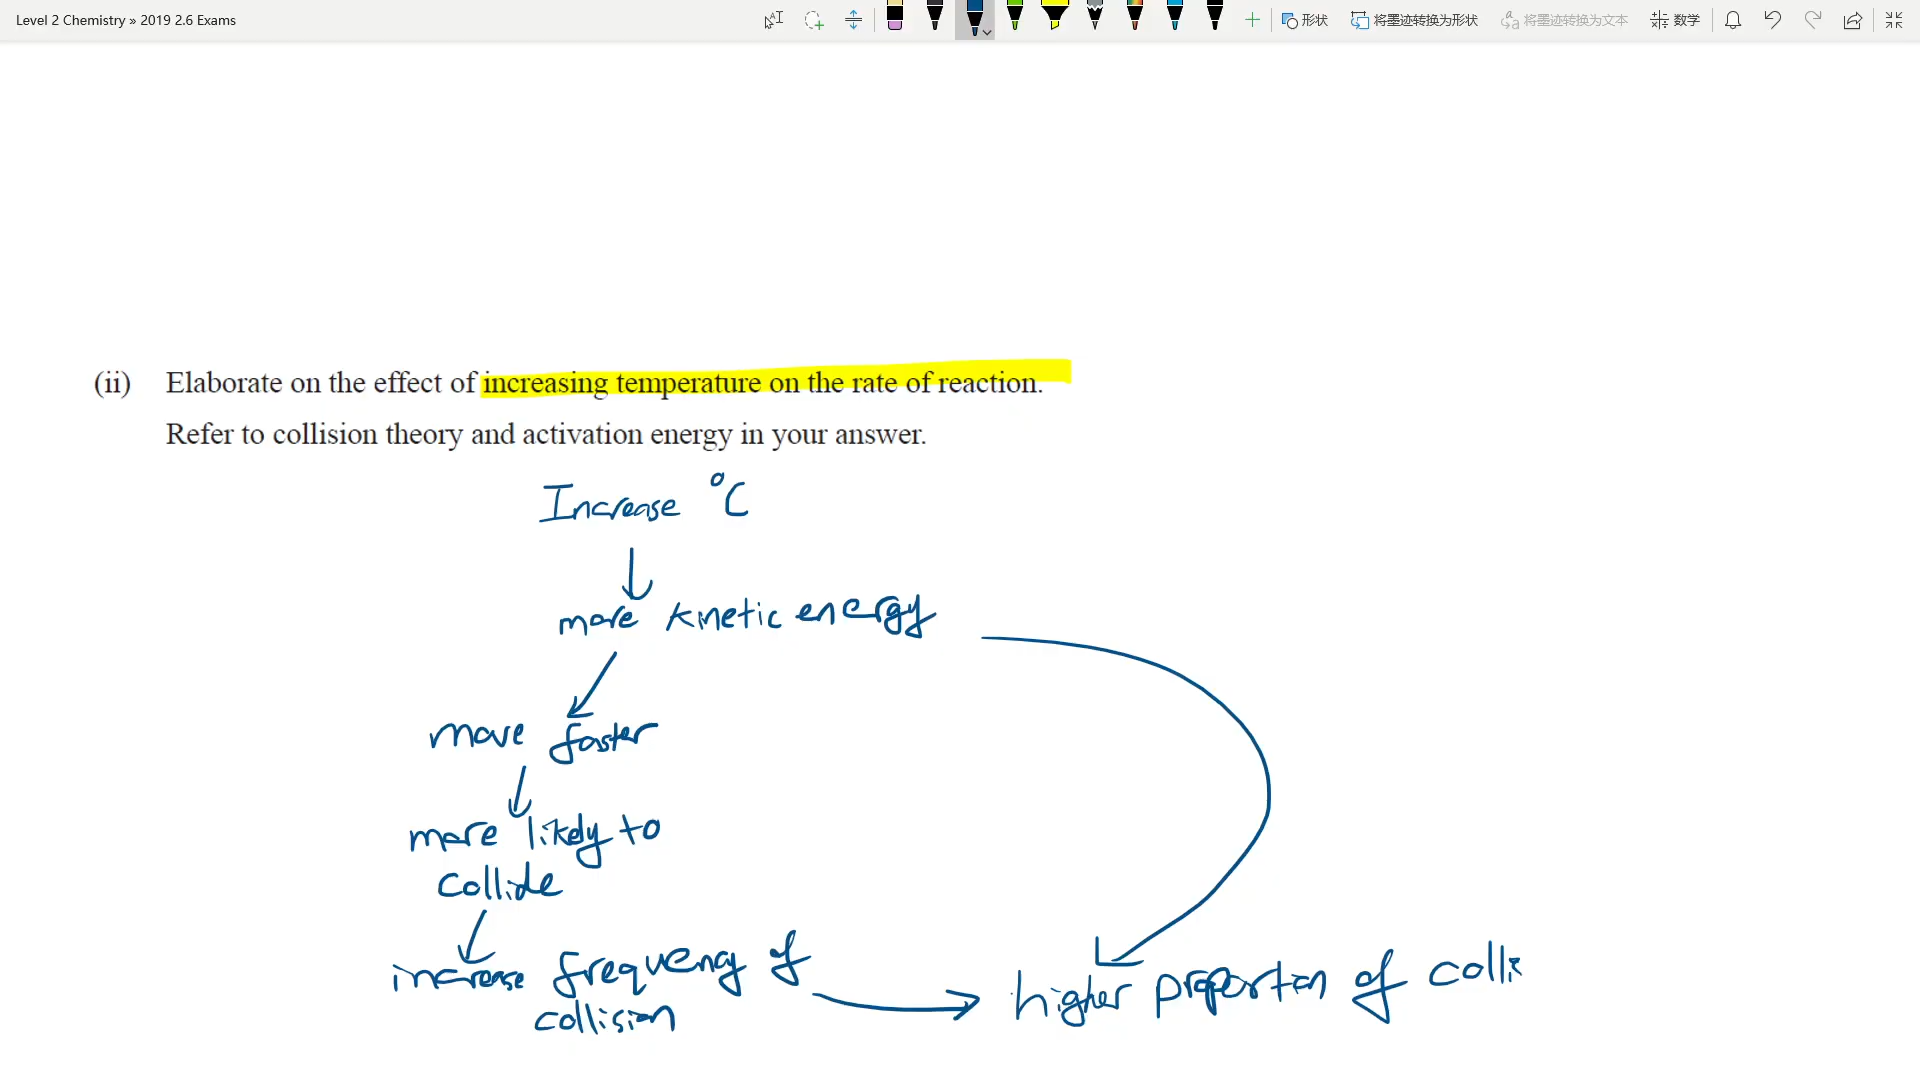 Level 2 Chemistry » 2019 2.6 Exams
形状
将墨迹转换为形状
将墨迹转换为文本
数学
(ii) Elaborate on the effect of increasing temperature on the rate of reaction.
Refer to collision theory and activation energy in your answer.
Increase °C
more kinetic energy
move faster
more likely to
collide
increase frequency of
collision
higher proportion of colli